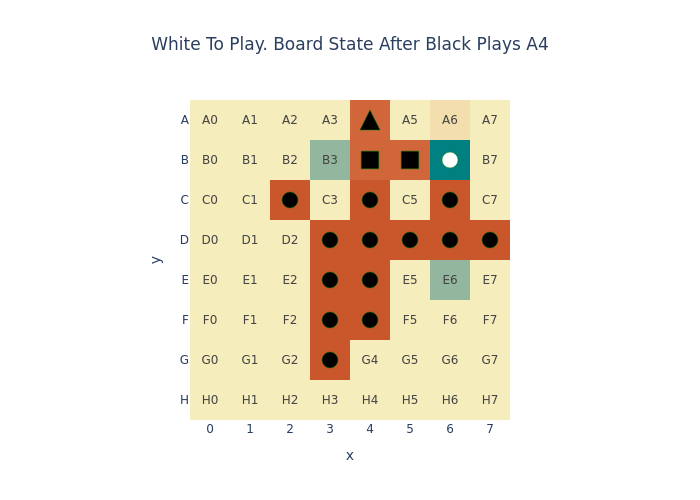 White To Play. Board State After Black Plays A4
A A0 A1 A2 A3 A5 A6 A7
B B0 B1 B2 B3 B7
C C0 C1 C3 C5 C7
D D0 D1 D2
E E0 E1 E2 E5 E6 E7
F F0 F1 F2 F5 F6 F7
G G0 G1 G2 G4 G5 G6 G7
H H0 H1 H2 H3 H4 H5 H6 H7
0 1 2 3 4 5 6 7
x
y